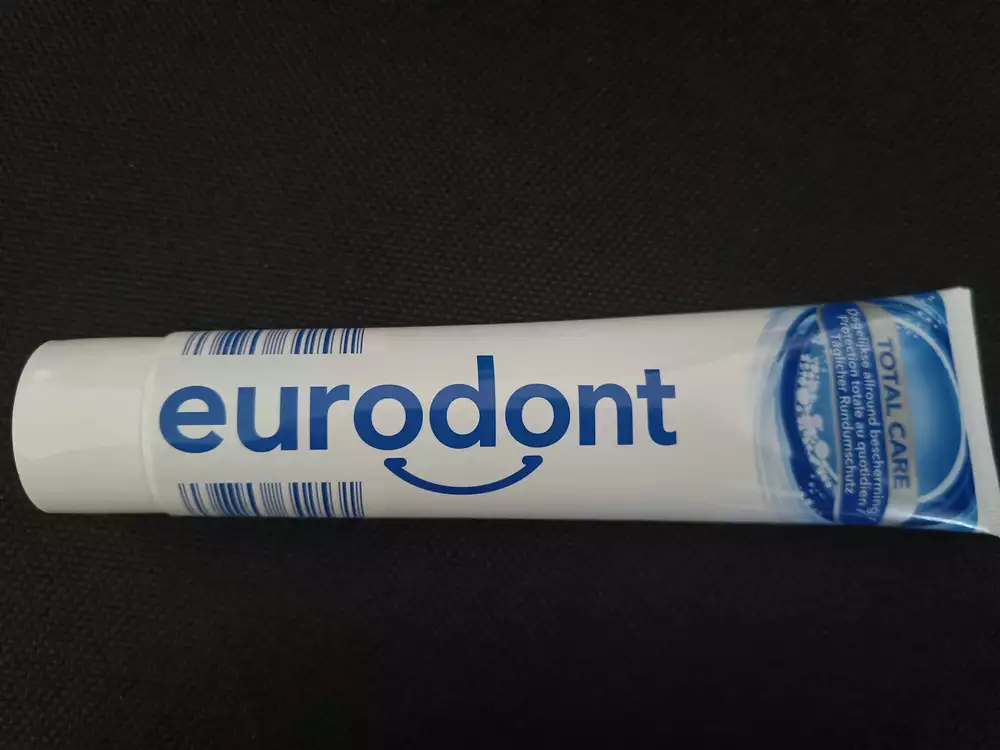 eurodont
TOTAL CARE
Dagelijkse allround bescherming /
Protection totale au quotidien /
Täglicher Rundumschutz